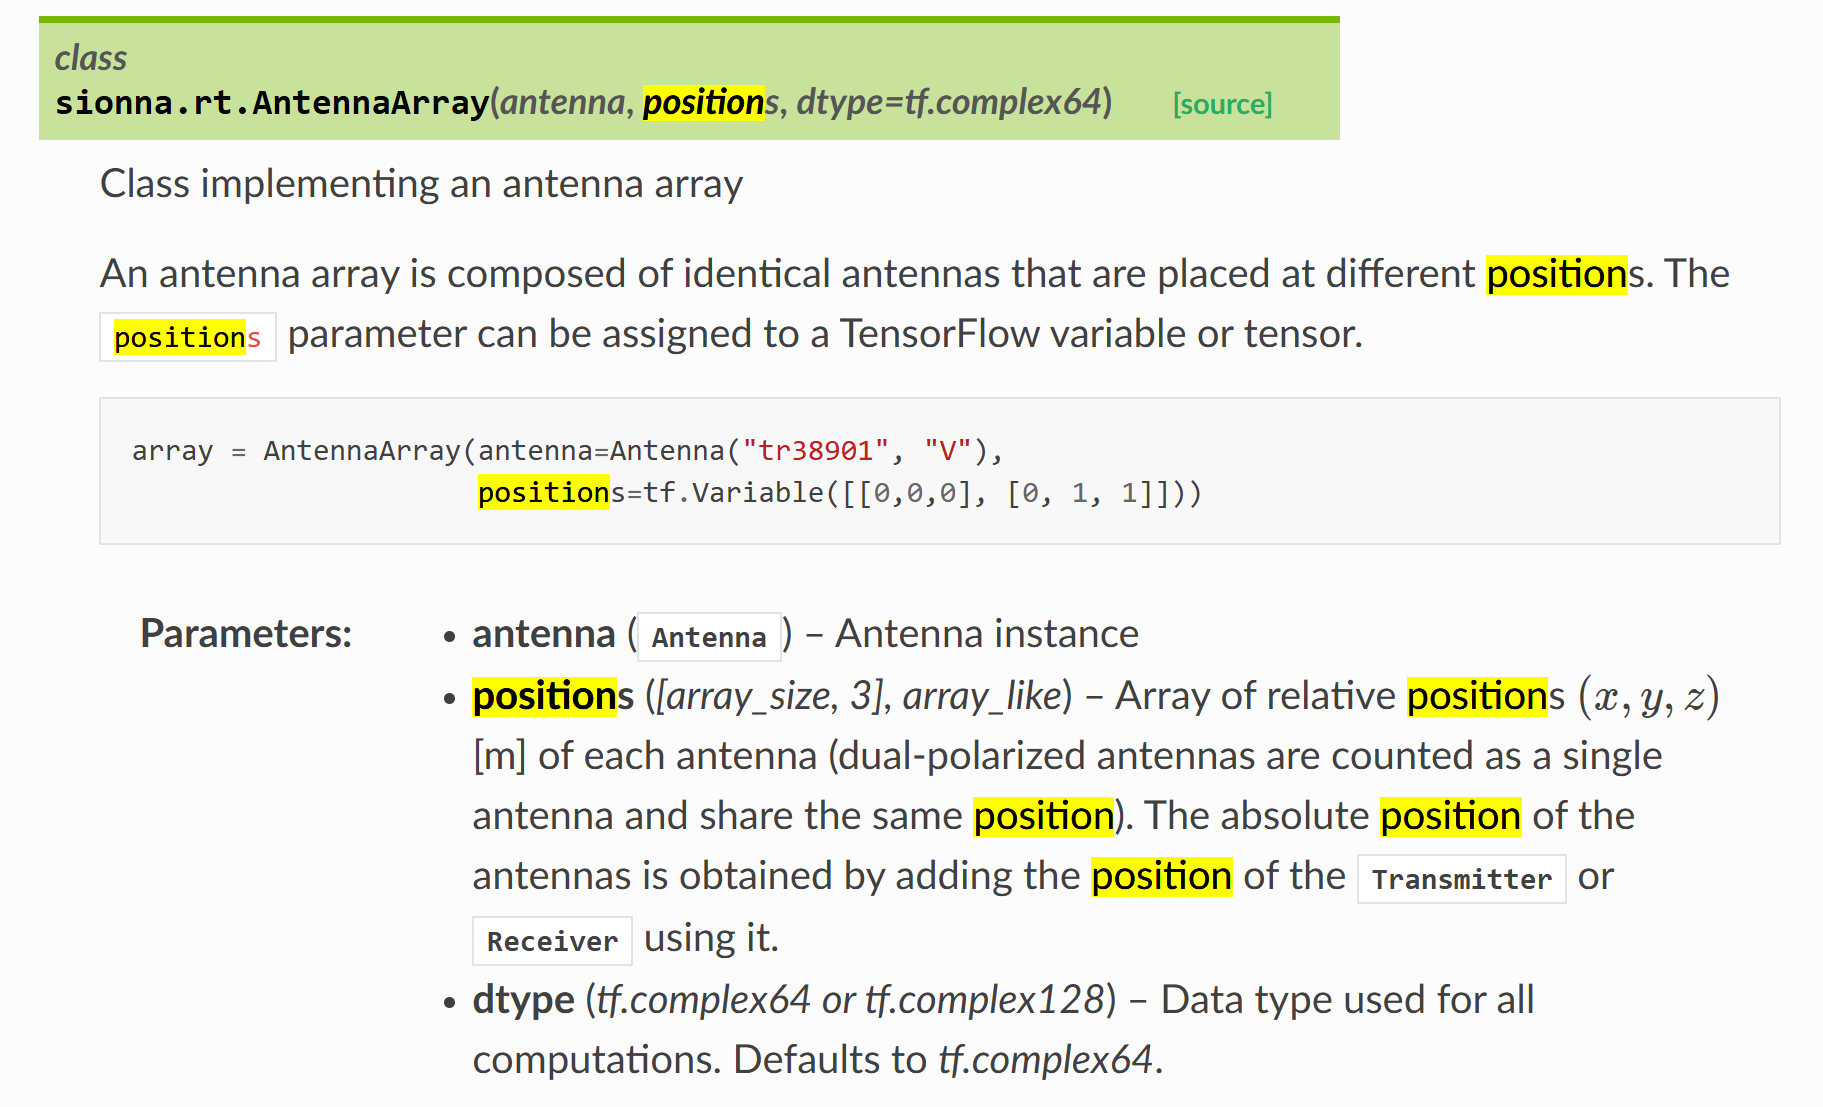 class
sionna.rt.AntennaArray(antenna, positions, dtype=tf.complex64) [source]
Class implementing an antenna array
An antenna array is composed of identical antennas that are placed at different positions. The
positions parameter can be assigned to a TensorFlow variable or tensor.
array = AntennaArray(antenna=Antenna("tr38901", "V"),
positions=tf.Variable([[0,0,0], [0, 1, 1]]))
Parameters: • antenna (Antenna) – Antenna instance
• positions ([array_size, 3], array_like) – Array of relative positions (x, y, z)
[m] of each antenna (dual-polarized antennas are counted as a single
antenna and share the same position). The absolute position of the
antennas is obtained by adding the position of the Transmitter or
Receiver using it.
• dtype (tf.complex64 or tf.complex128) – Data type used for all
computations. Defaults to tf.complex64.